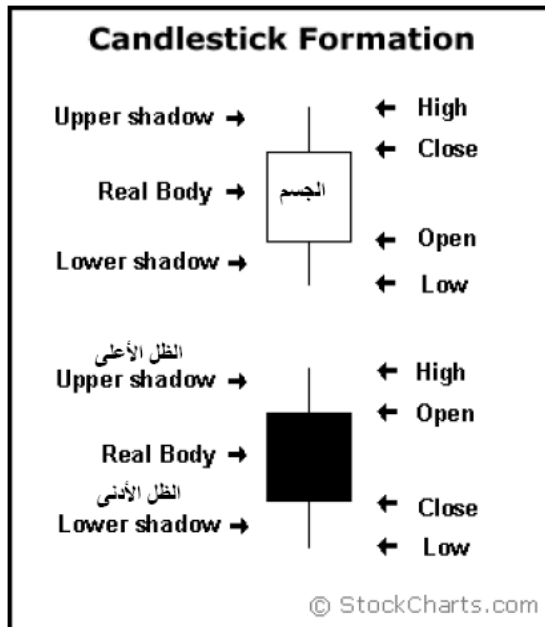 Candlestick Formation
Upper shadow → ← High
← Close
Real Body → الجسم
← Open
Lower shadow →
← Low
الظل الأعلى
Upper shadow → ← High
← Open
Real Body →
الظل الأدنى
← Close
Lower shadow →
← Low
© StockCharts.com